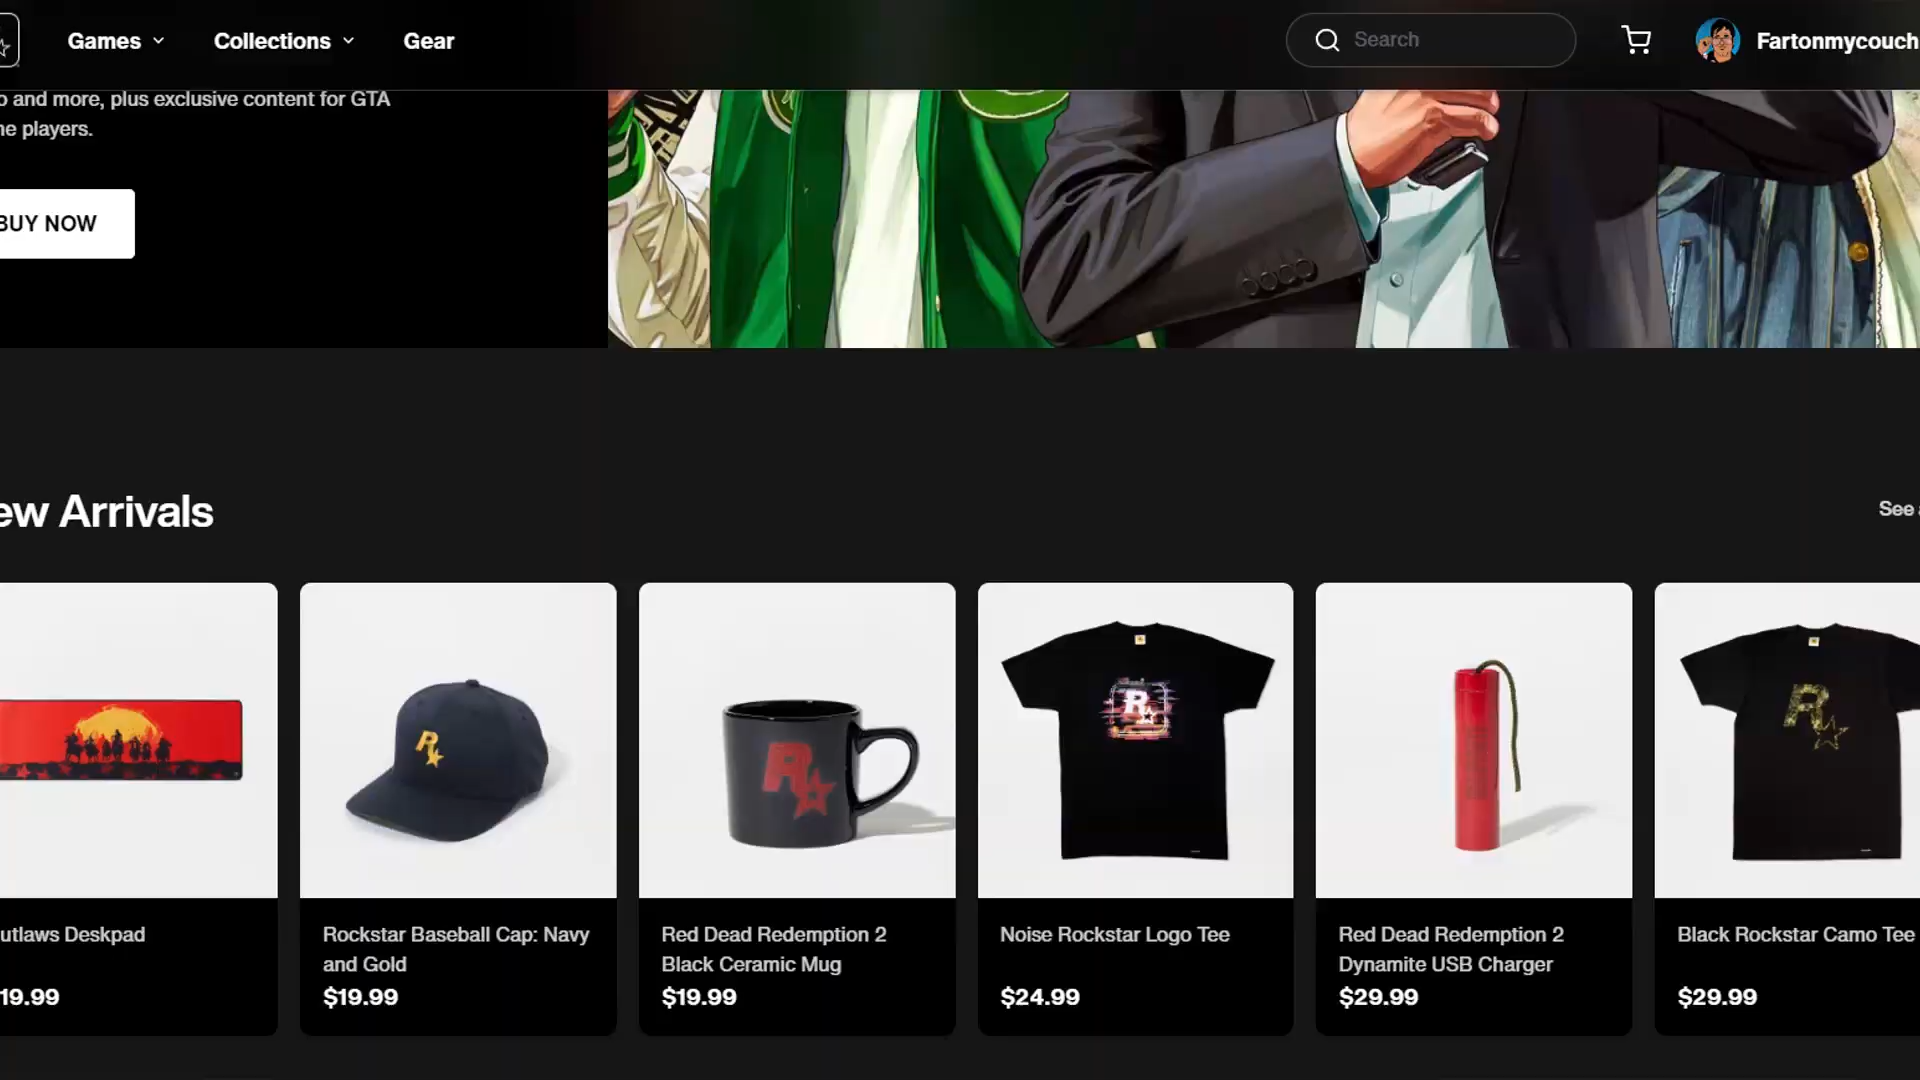 Games
Collections
Gear
Search
Fartonmycouch
o and more, plus exclusive content for GTA
ne players.
BUY NOW
ew Arrivals
See
utlaws Deskpad
19.99
Rockstar Baseball Cap: Navy
and Gold
$19.99
Red Dead Redemption 2
Black Ceramic Mug
$19.99
Noise Rockstar Logo Tee
$24.99
Red Dead Redemption 2
Dynamite USB Charger
$29.99
Black Rockstar Camo Tee
$29.99